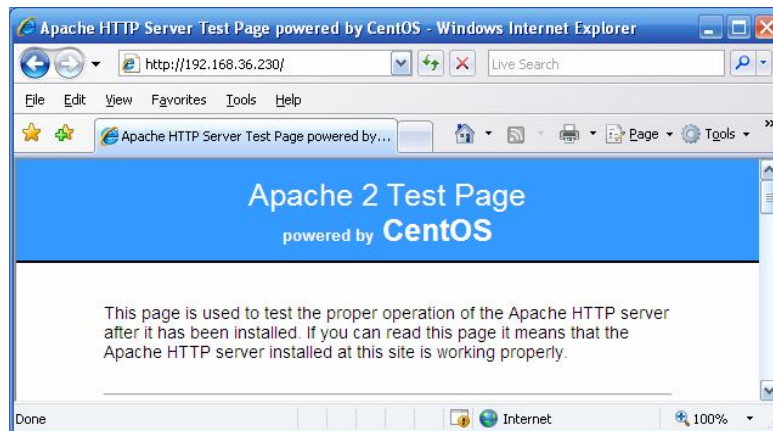 Apache HTTP Server Test Page powered by CentOS - Windows Internet Explorer
http://192.168.36.230/
Live Search
File Edit View Favorites Tools Help
Apache HTTP Server Test Page powered by...
Page Tools »
Apache 2 Test Page
powered by CentOS
This page is used to test the proper operation of the Apache HTTP server
after it has been installed. If you can read this page it means that the
Apache HTTP server installed at this site is working properly.
Done Internet 100%